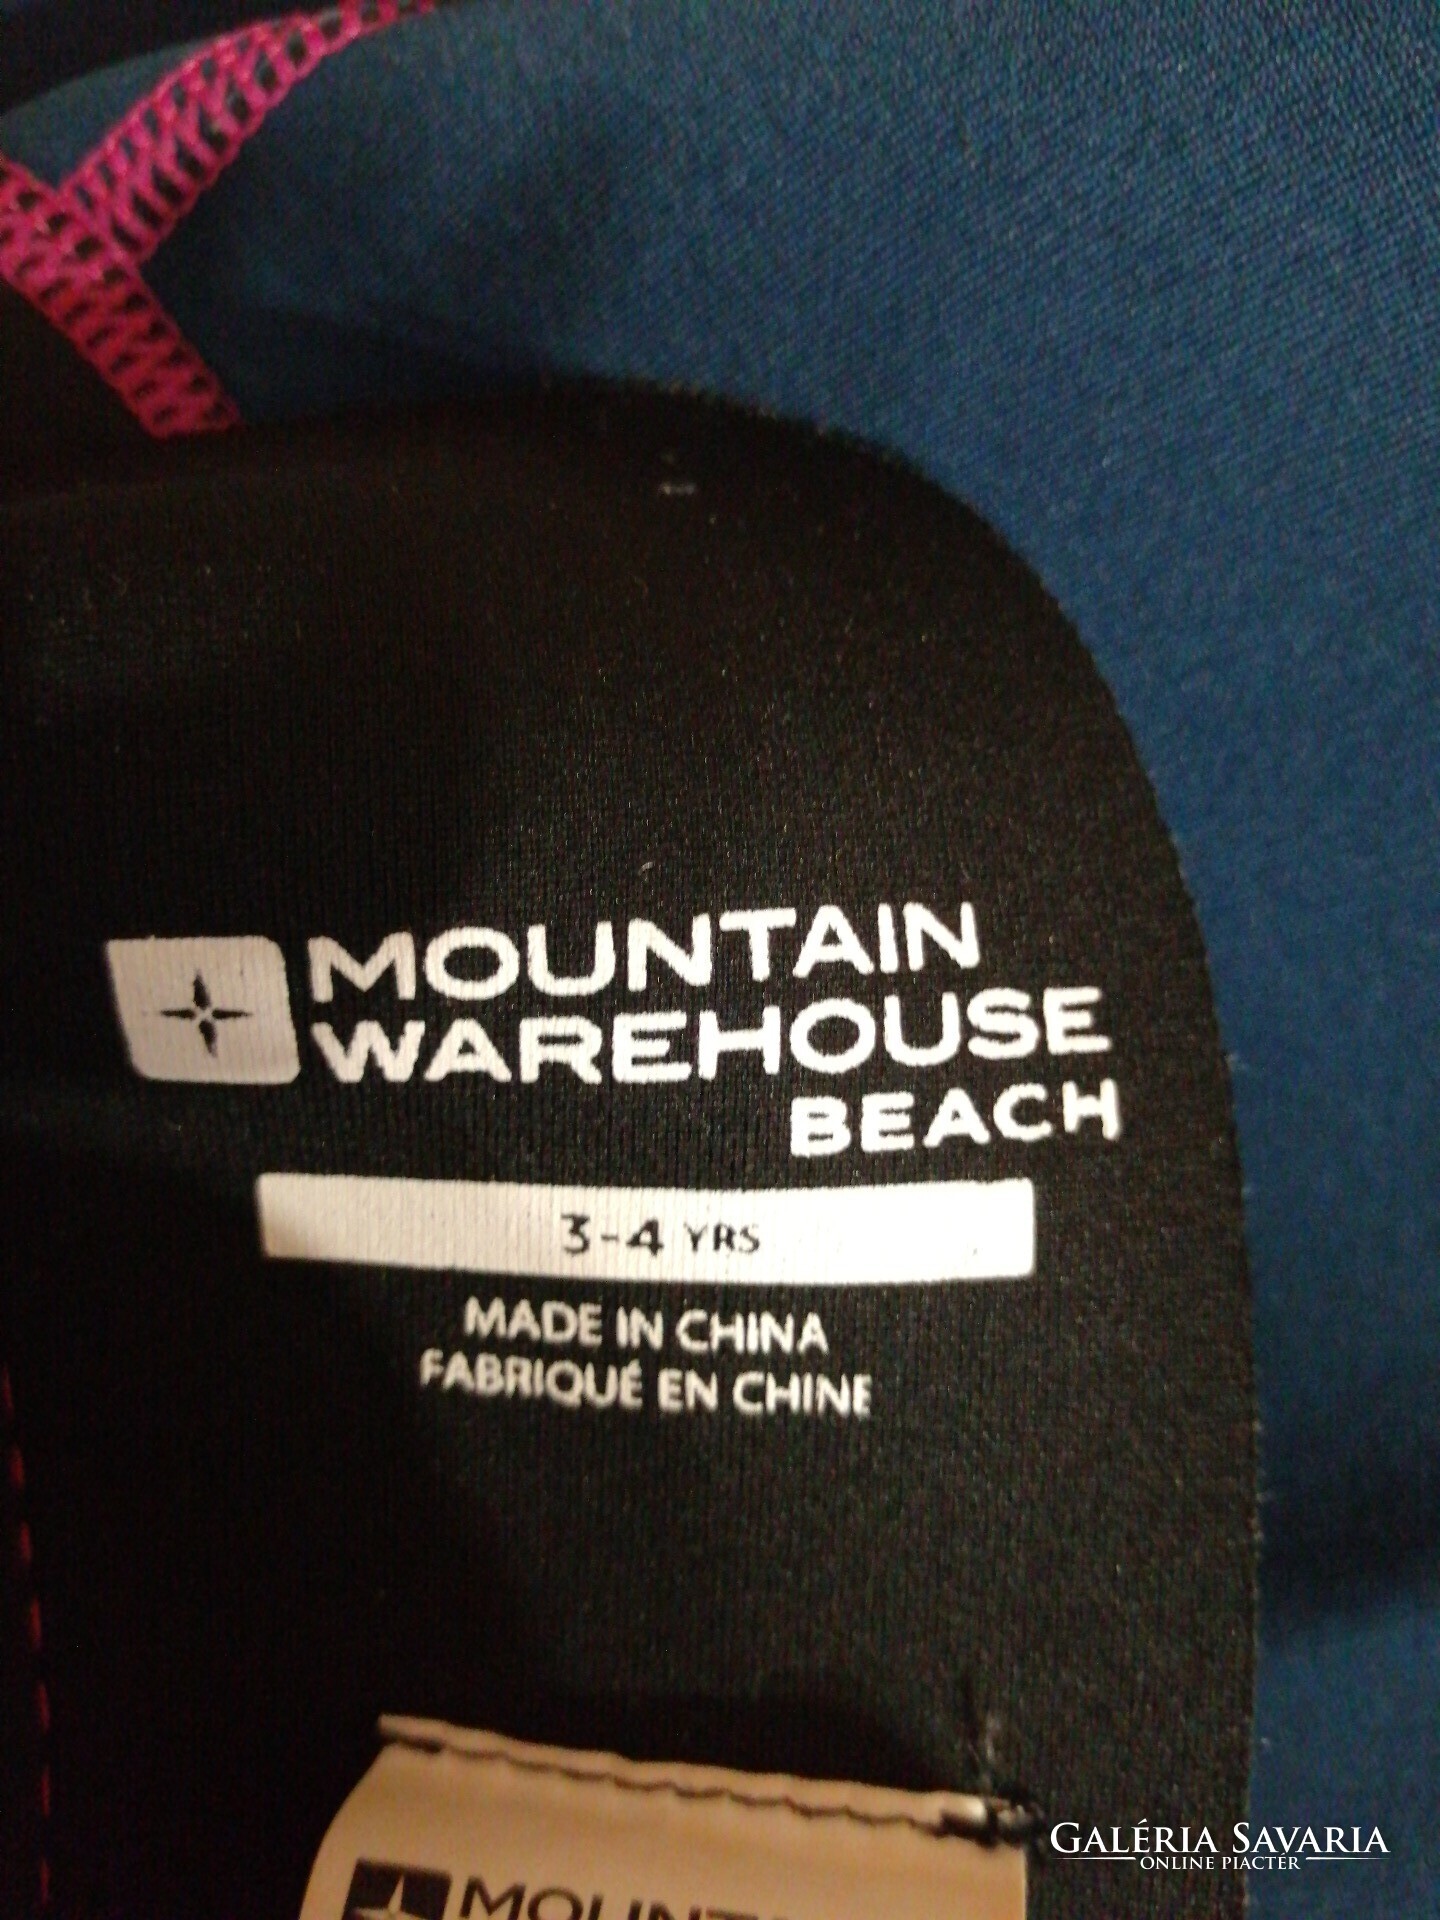 MOUNTAIN
WAREHOUSE
BEACH
3-4 YRS
MADE IN CHINA
FABRIQUÉ EN CHINE
GALÉRIA SAVARIA
ONLINE PIACTÉR